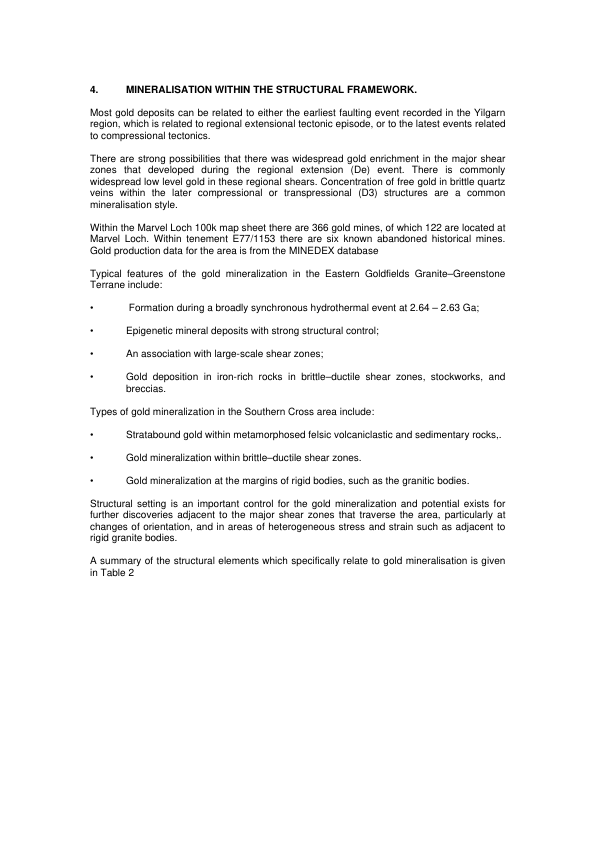 4. MINERALISATION WITHIN THE STRUCTURAL FRAMEWORK.
Most gold deposits can be related to either the earliest faulting event recorded in the Yilgarn
region, which is related to regional extensional tectonic episode, or to the latest events related
to compressional tectonics.
There are strong possibilities that there was widespread gold enrichment in the major shear
zones that developed during the regional extension (De) event. There is commonly
widespread low level gold in these regional shears. Concentration of free gold in brittle quartz
veins within the later compressional or transpressional (D3) structures are a common
mineralisation style.
Within the Marvel Loch 100k map sheet there are 366 gold mines, of which 122 are located at
Marvel Loch. Within tenement E77/1153 there are six known abandoned historical mines.
Gold production data for the area is from the MINEDEX database
Typical features of the gold mineralization in the Eastern Goldfields Granite–Greenstone
Terrane include:
• Formation during a broadly synchronous hydrothermal event at 2.64 – 2.63 Ga;
• Epigenetic mineral deposits with strong structural control;
• An association with large-scale shear zones;
• Gold deposition in iron-rich rocks in brittle–ductile shear zones, stockworks, and
breccias.
Types of gold mineralization in the Southern Cross area include:
• Stratabound gold within metamorphosed felsic volcaniclastic and sedimentary rocks,.
• Gold mineralization within brittle–ductile shear zones.
• Gold mineralization at the margins of rigid bodies, such as the granitic bodies.
Structural setting is an important control for the gold mineralization and potential exists for
further discoveries adjacent to the major shear zones that traverse the area, particularly at
changes of orientation, and in areas of heterogeneous stress and strain such as adjacent to
rigid granite bodies.
A summary of the structural elements which specifically relate to gold mineralisation is given
in Table 2